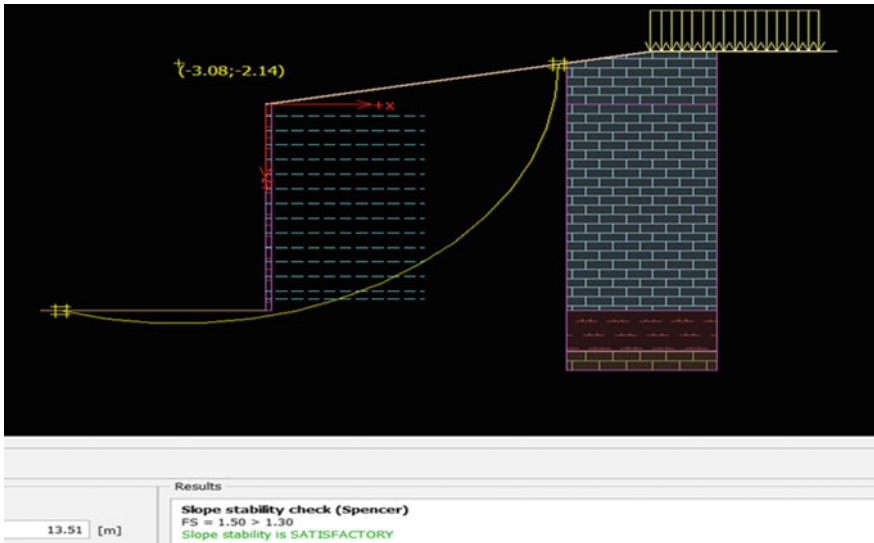 (-3.08;-2.14)
+x
Results
Slope stability check (Spencer)
FS = 1.50 > 1.30
13.51 [m]
Slope stability is SATISFACTORY